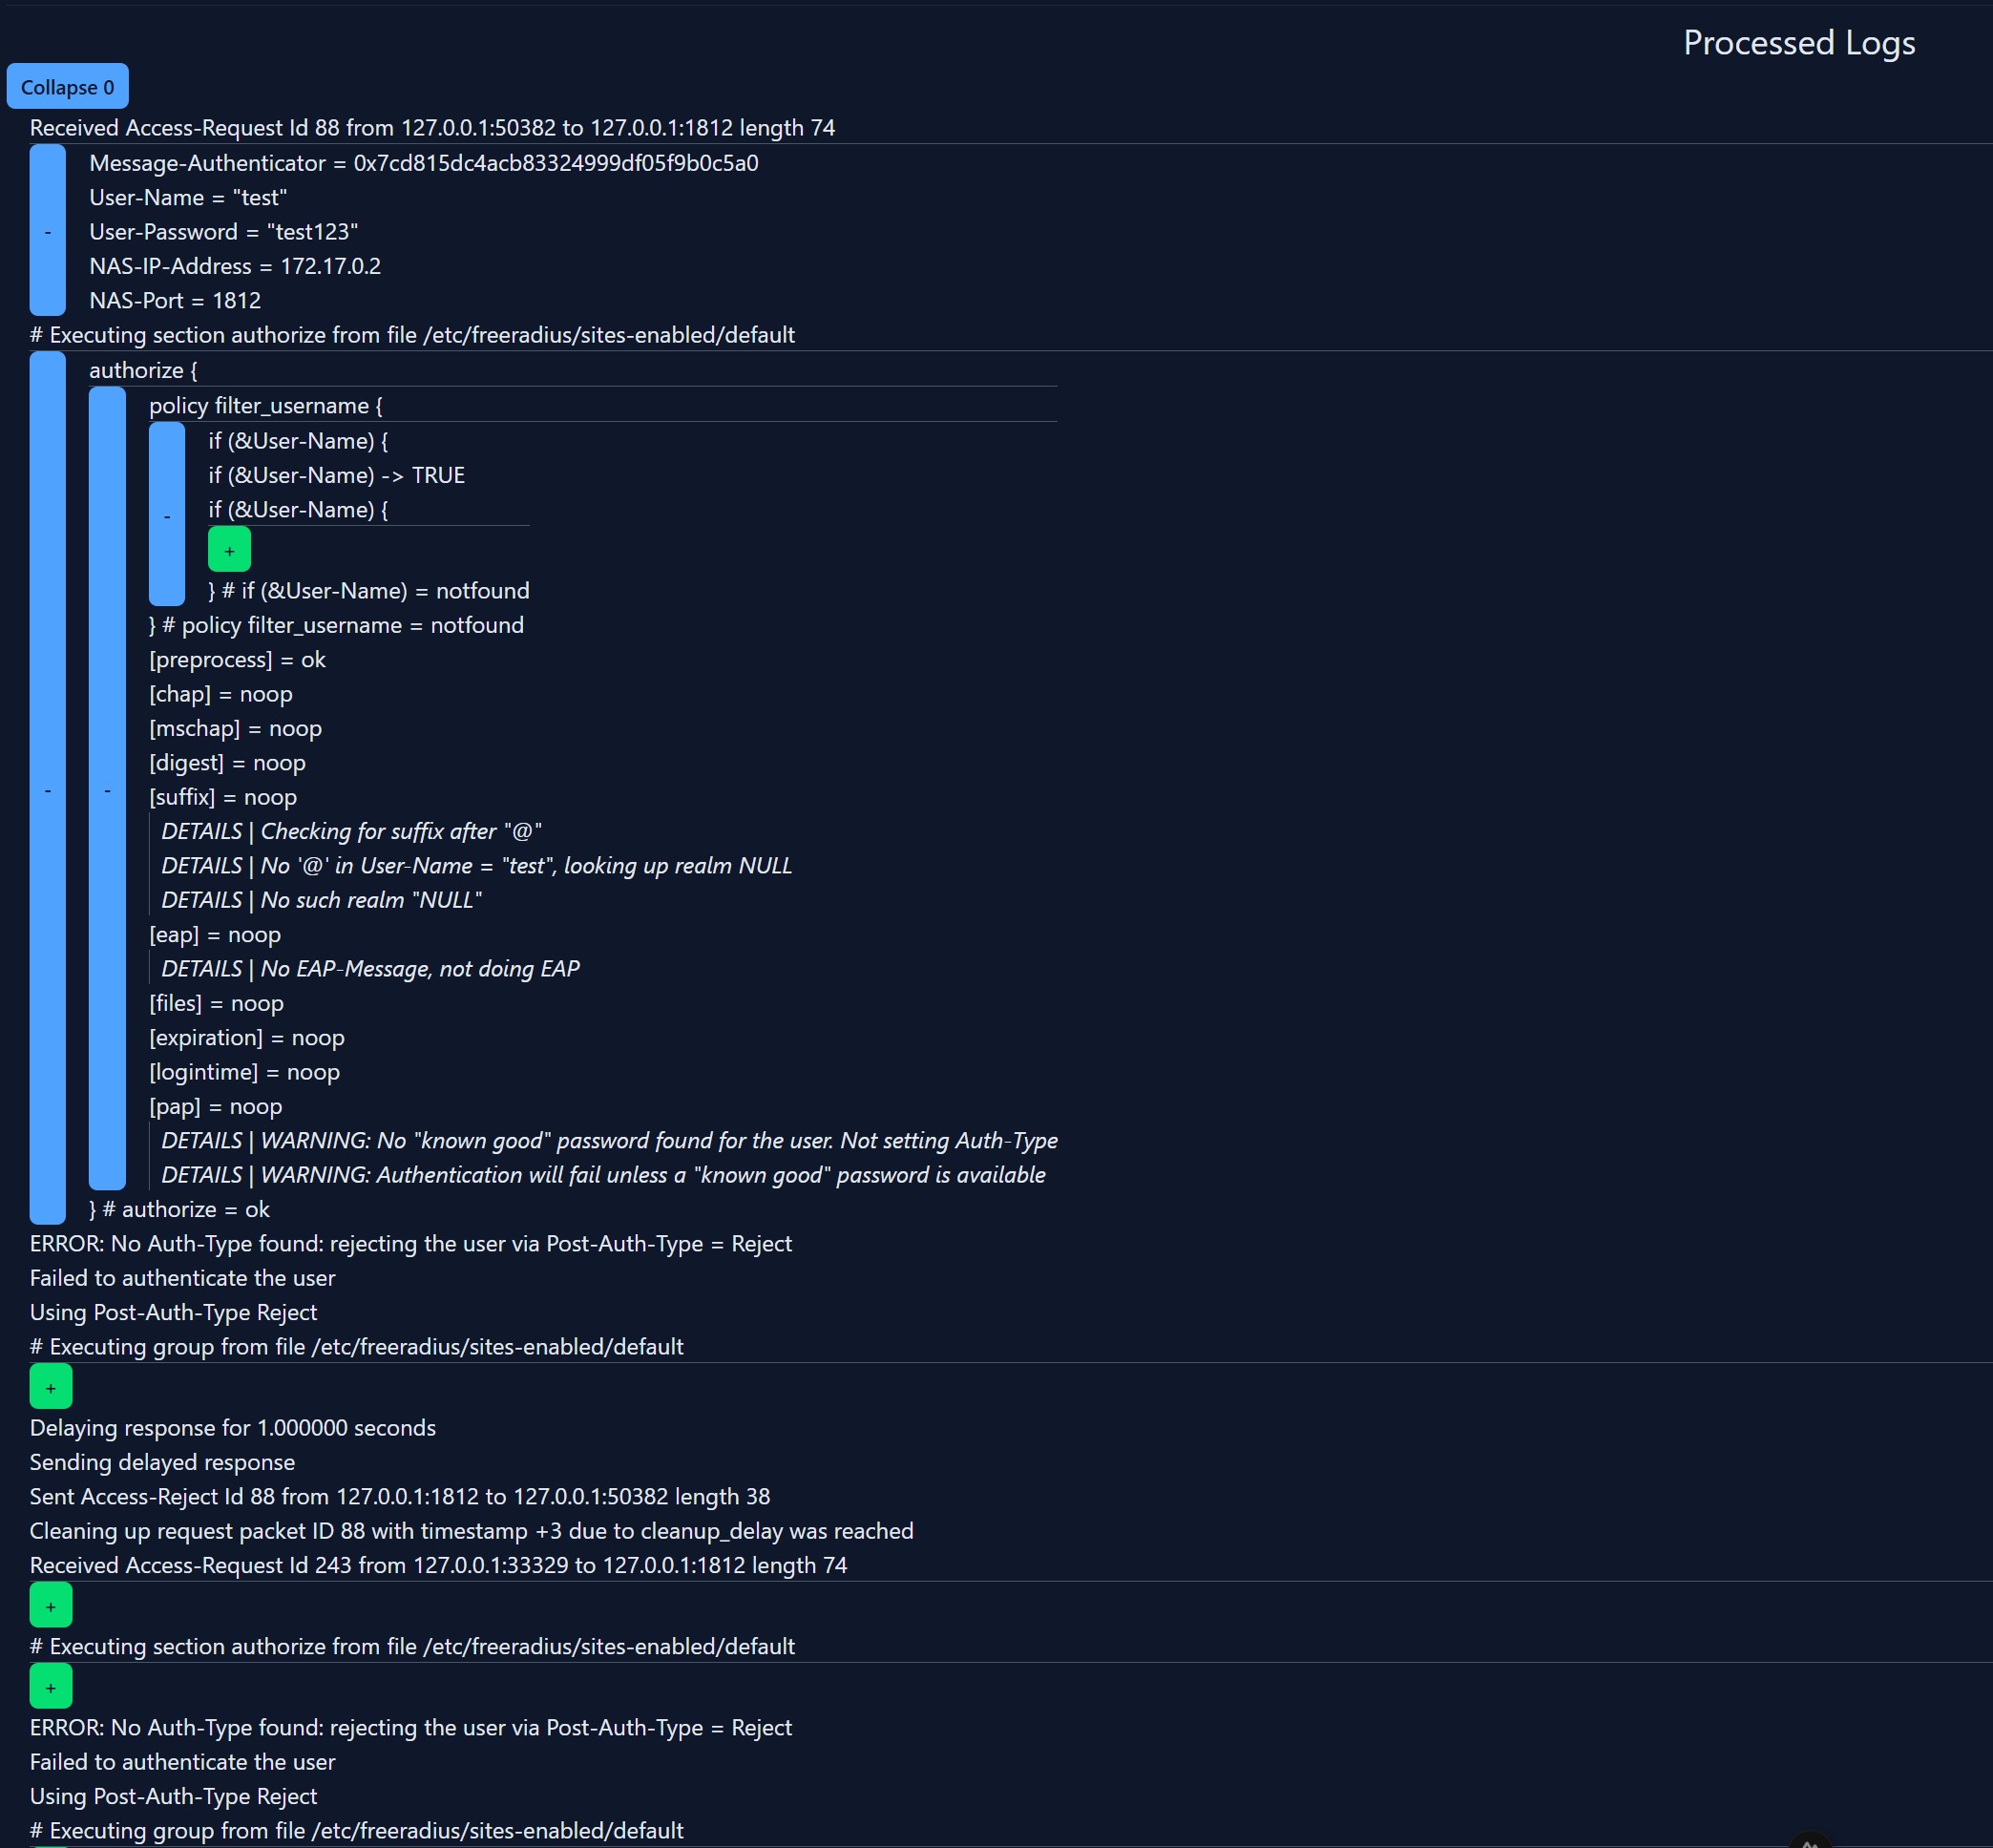 Processed Logs
Collapse 0
Received Access-Request Id 88 from 127.0.0.1:50382 to 127.0.0.1:1812 length 74
Message-Authenticator = 0x7cd815dc4acb83324999df05f9b0c5a0
User-Name = "test"
-
User-Password = "test123"
NAS-IP-Address = 172.17.0.2
NAS-Port = 1812
# Executing section authorize from file /etc/freeradius/sites-enabled/default
authorize {
policy filter_username {
if (&User-Name) {
if (&User-Name) -> TRUE
-
if (&User-Name) {
+
} # if (&User-Name) = notfound
} # policy filter_username = notfound
[preprocess] = ok
[chap] = noop
[mschap] = noop
[digest] = noop
- -
[suffix] = noop
DETAILS | Checking for suffix after "@"
DETAILS | No '@' in User-Name = "test", looking up realm NULL
DETAILS | No such realm "NULL"
[eap] = noop
DETAILS | No EAP-Message, not doing EAP
[files] = noop
[expiration] = noop
[logintime] = noop
[pap] = noop
DETAILS | WARNING: No "known good" password found for the user. Not setting Auth-Type
DETAILS | WARNING: Authentication will fail unless a "known good" password is available
} # authorize = ok
ERROR: No Auth-Type found: rejecting the user via Post-Auth-Type = Reject
Failed to authenticate the user
Using Post-Auth-Type Reject
# Executing group from file /etc/freeradius/sites-enabled/default
+
Delaying response for 1.000000 seconds
Sending delayed response
Sent Access-Reject Id 88 from 127.0.0.1:1812 to 127.0.0.1:50382 length 38
Cleaning up request packet ID 88 with timestamp +3 due to cleanup_delay was reached
Received Access-Request Id 243 from 127.0.0.1:33329 to 127.0.0.1:1812 length 74
+
# Executing section authorize from file /etc/freeradius/sites-enabled/default
+
ERROR: No Auth-Type found: rejecting the user via Post-Auth-Type = Reject
Failed to authenticate the user
Using Post-Auth-Type Reject
# Executing group from file /etc/freeradius/sites-enabled/default